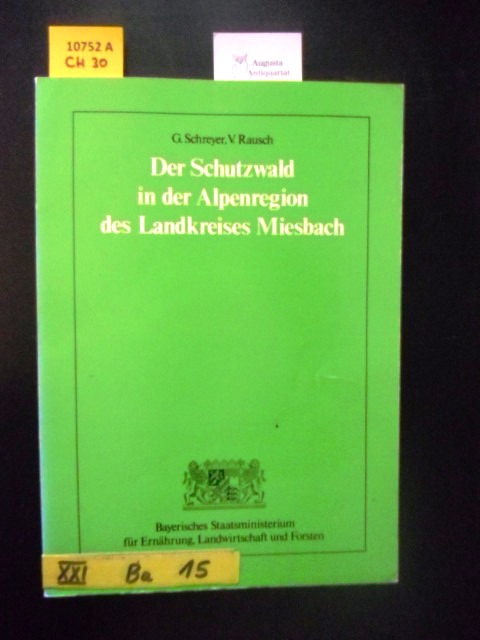 10752 A
CH 20
Augusta
Antiquariat
G. Schreyer, V. Rausch
Der Schutzwald
in der Alpenregion
des Landkreises Miesbach
Bayerisches Staatsministerium
für Ernährung, Landwirtschaft und Forsten
XXI Ba 15